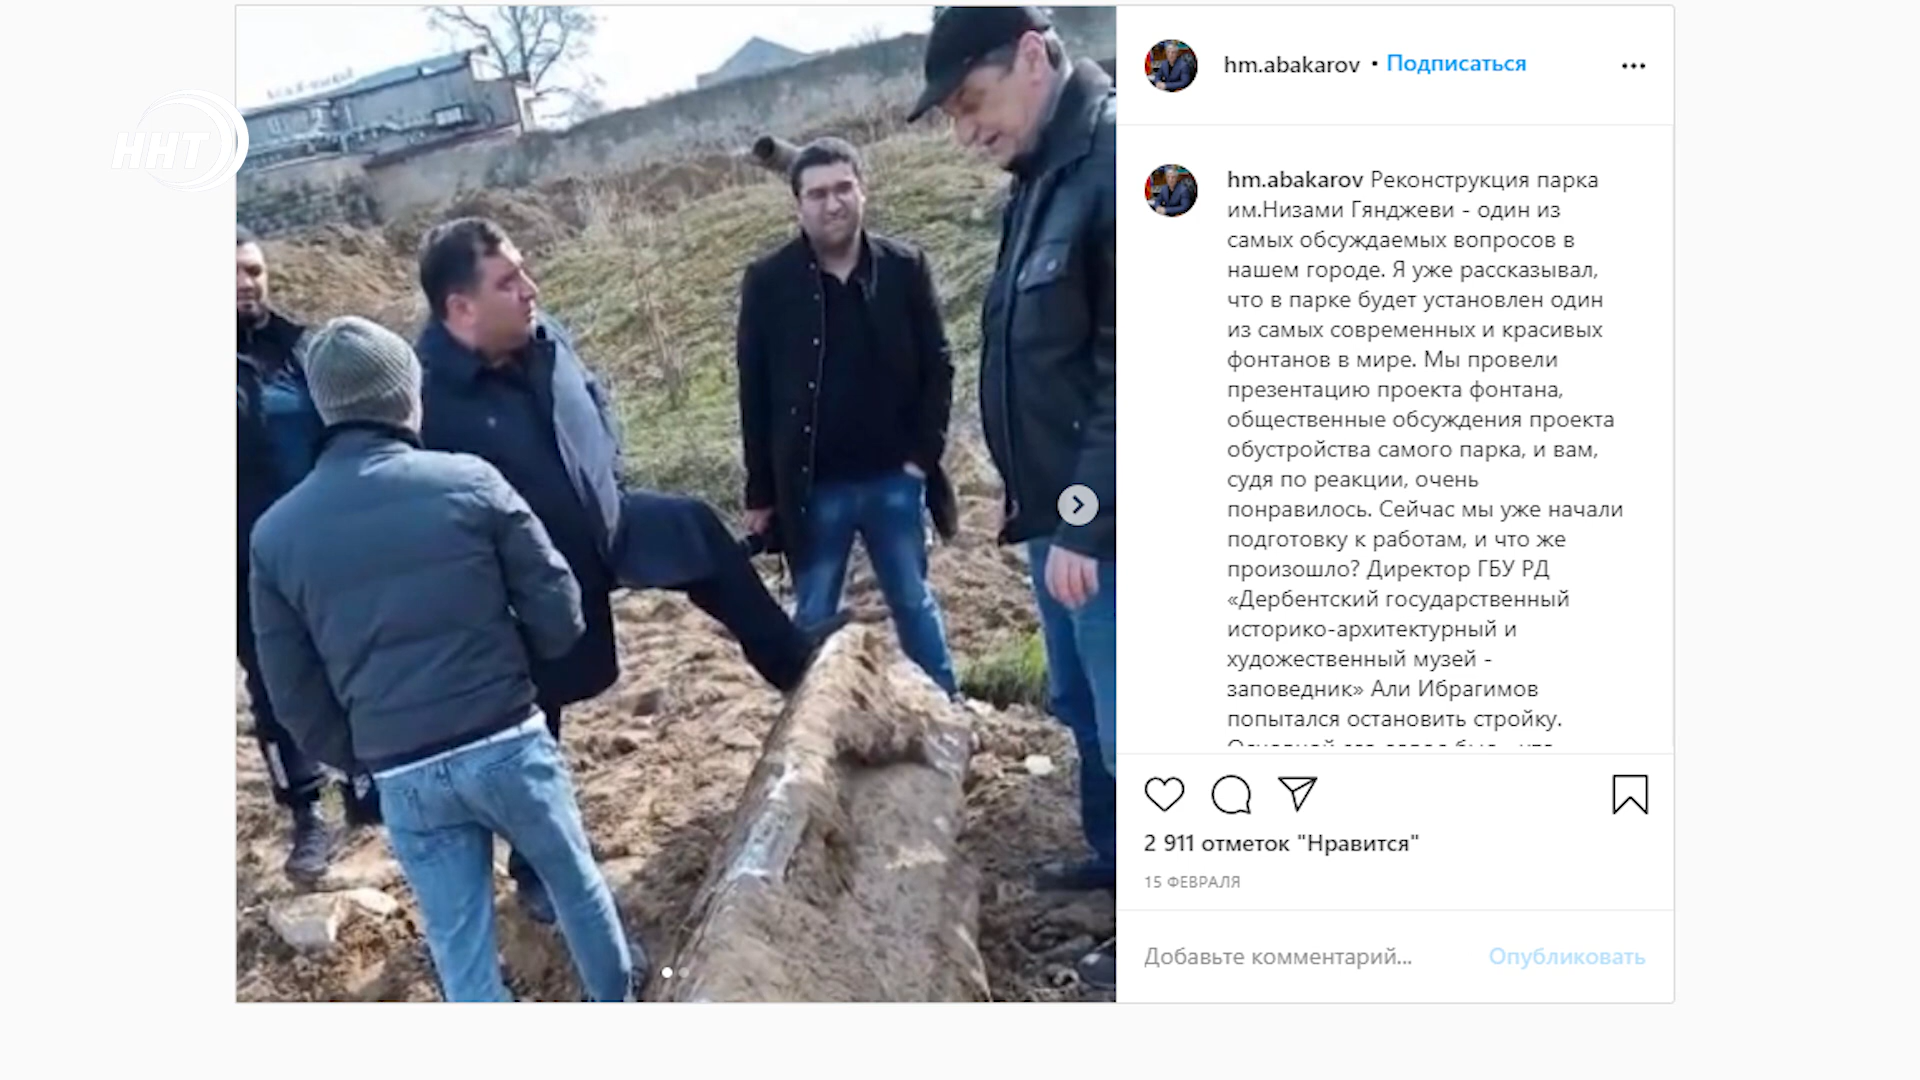 ННТ
hm.abakarov • Подписаться
hm.abakarov Реконструкция парка
им.Низами Гянджеви - один из
самых обсуждаемых вопросов в
нашем городе. Я уже рассказывал,
что в парке будет установлен один
из самых современных и красивых
фонтанов в мире. Мы провели
презентацию проекта фонтана,
общественные обсуждения проекта
обустройства самого парка, и вам,
судя по реакции, очень
понравилось. Сейчас мы уже начали
подготовку к работам, и что же
произошло? Директор ГБУ РД
«Дербентский государственный
историко-архитектурный и
художественный музей -
заповедник» Али Ибрагимов
попытался остановить стройку.
2 911 отметок "Нравится"
15 ФЕВРАЛЯ
Добавьте комментарий... Опубликовать